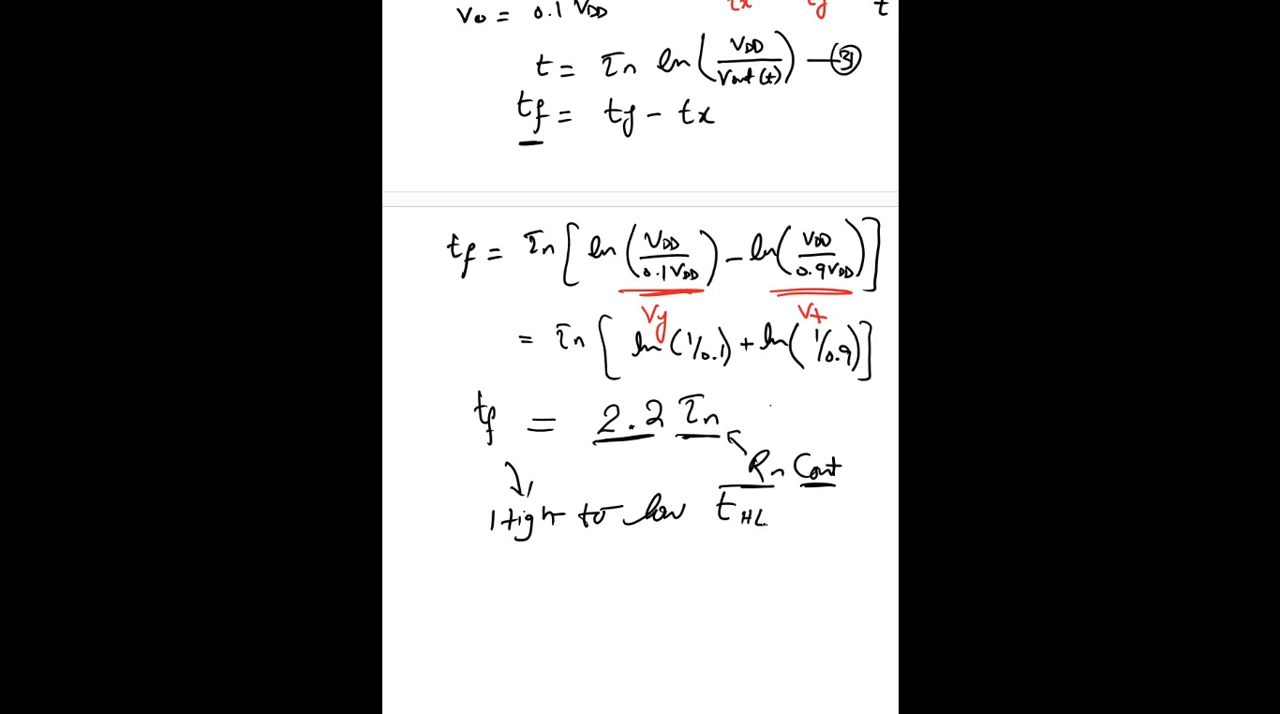 V₀ = 0.1 VDD tx ty t
t = τn ln(VDD/Vout(t)) —③
tf = ty - tx
tf = τn [ln(VDD/0.1VDD) - ln(VDD/0.9VDD)]
Vy Vx
= τn [ln(1/0.1) + ln(1/0.9)]
tf = 2.2 τn
Rn Cout
High to low tHL